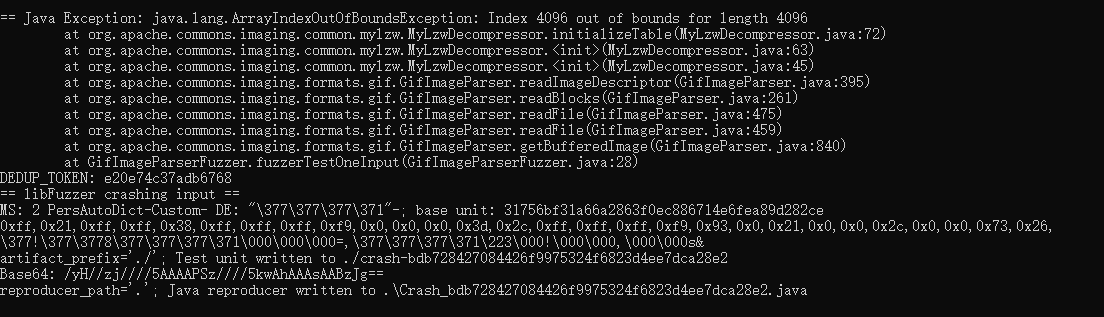 == Java Exception: java.lang.ArrayIndexOutOfBoundsException: Index 4096 out of bounds for length 4096
at org.apache.commons.imaging.common.mylzw.MyLzwDecompressor.initializeTable(MyLzwDecompressor.java:72)
at org.apache.commons.imaging.common.mylzw.MyLzwDecompressor.<init>(MyLzwDecompressor.java:63)
at org.apache.commons.imaging.common.mylzw.MyLzwDecompressor.<init>(MyLzwDecompressor.java:45)
at org.apache.commons.imaging.formats.gif.GifImageParser.readImageDescriptor(GifImageParser.java:395)
at org.apache.commons.imaging.formats.gif.GifImageParser.readBlocks(GifImageParser.java:261)
at org.apache.commons.imaging.formats.gif.GifImageParser.readFile(GifImageParser.java:475)
at org.apache.commons.imaging.formats.gif.GifImageParser.readFile(GifImageParser.java:459)
at org.apache.commons.imaging.formats.gif.GifImageParser.getBufferedImage(GifImageParser.java:840)
at GifImageParserFuzzer.fuzzerTestOneInput(GifImageParserFuzzer.java:28)
DEDUP_TOKEN: e20e74c37adb6768
== libFuzzer crashing input ==
MS: 2 PersAutoDict-Custom- DE: "\377\377\377\371"-; base unit: 31756bf31a66a2863f0ec886714e6fea89d282ce
0xff,0x21,0xff,0xff,0x38,0xff,0xff,0xff,0xf9,0x0,0x0,0x0,0x3d,0x2c,0xff,0xff,0xff,0xf9,0x93,0x0,0x21,0x0,0x0,0x2c,0x0,0x0,0x73,0x26,
\377!\377\3778\377\377\377\371\000\000\000=,\377\377\377\371\223\000!\000\000,\000\000s&
artifact_prefix='./'; Test unit written to ./crash-bdb728427084426f9975324f6823d4ee7dca28e2
Base64: /yH//zj////5AAAAPSz////5kwAhAAAsAABzJg==
reproducer_path='.'; Java reproducer written to .\Crash_bdb728427084426f9975324f6823d4ee7dca28e2.java